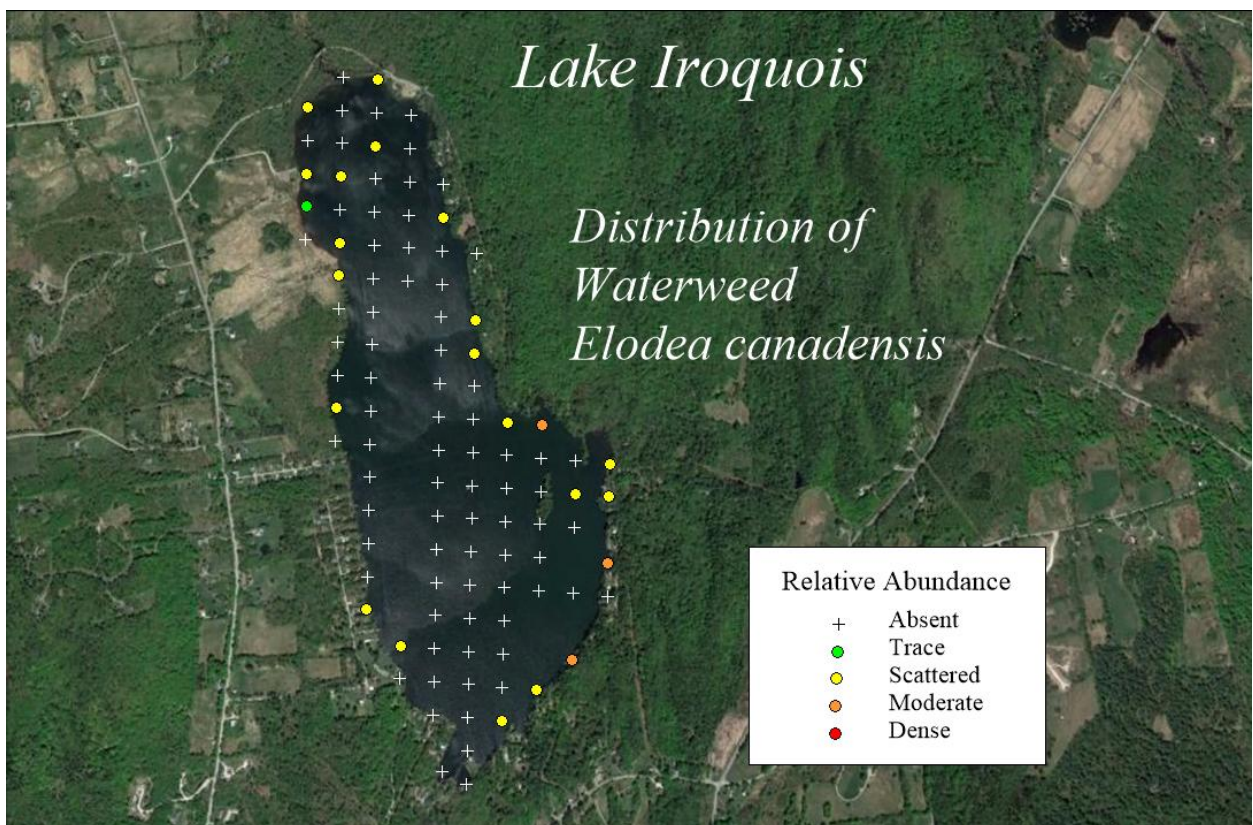 Lake Iroquois
Distribution of
Waterweed
Elodea canadensis
Relative Abundance
Absent
Trace
Scattered
Moderate
Dense